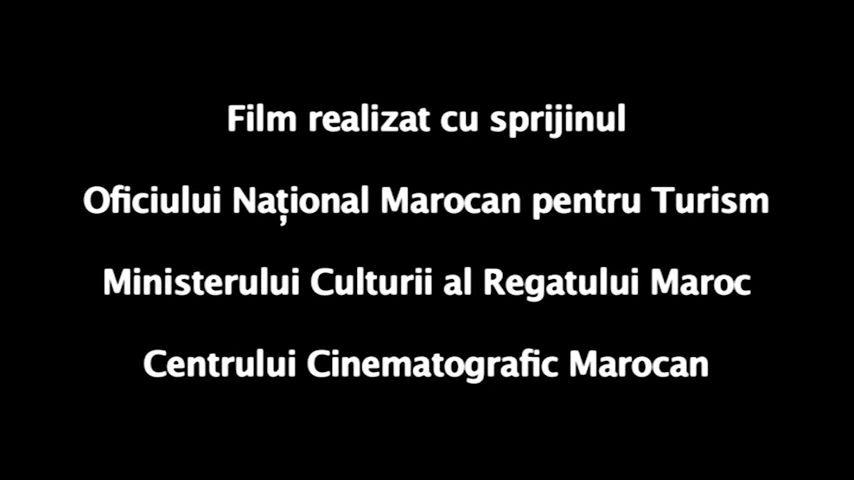 Film realizat cu sprijinul
Oficiului Național Marocan pentru Turism
Ministerului Culturii al Regatului Maroc
Centrului Cinematografic Marocan